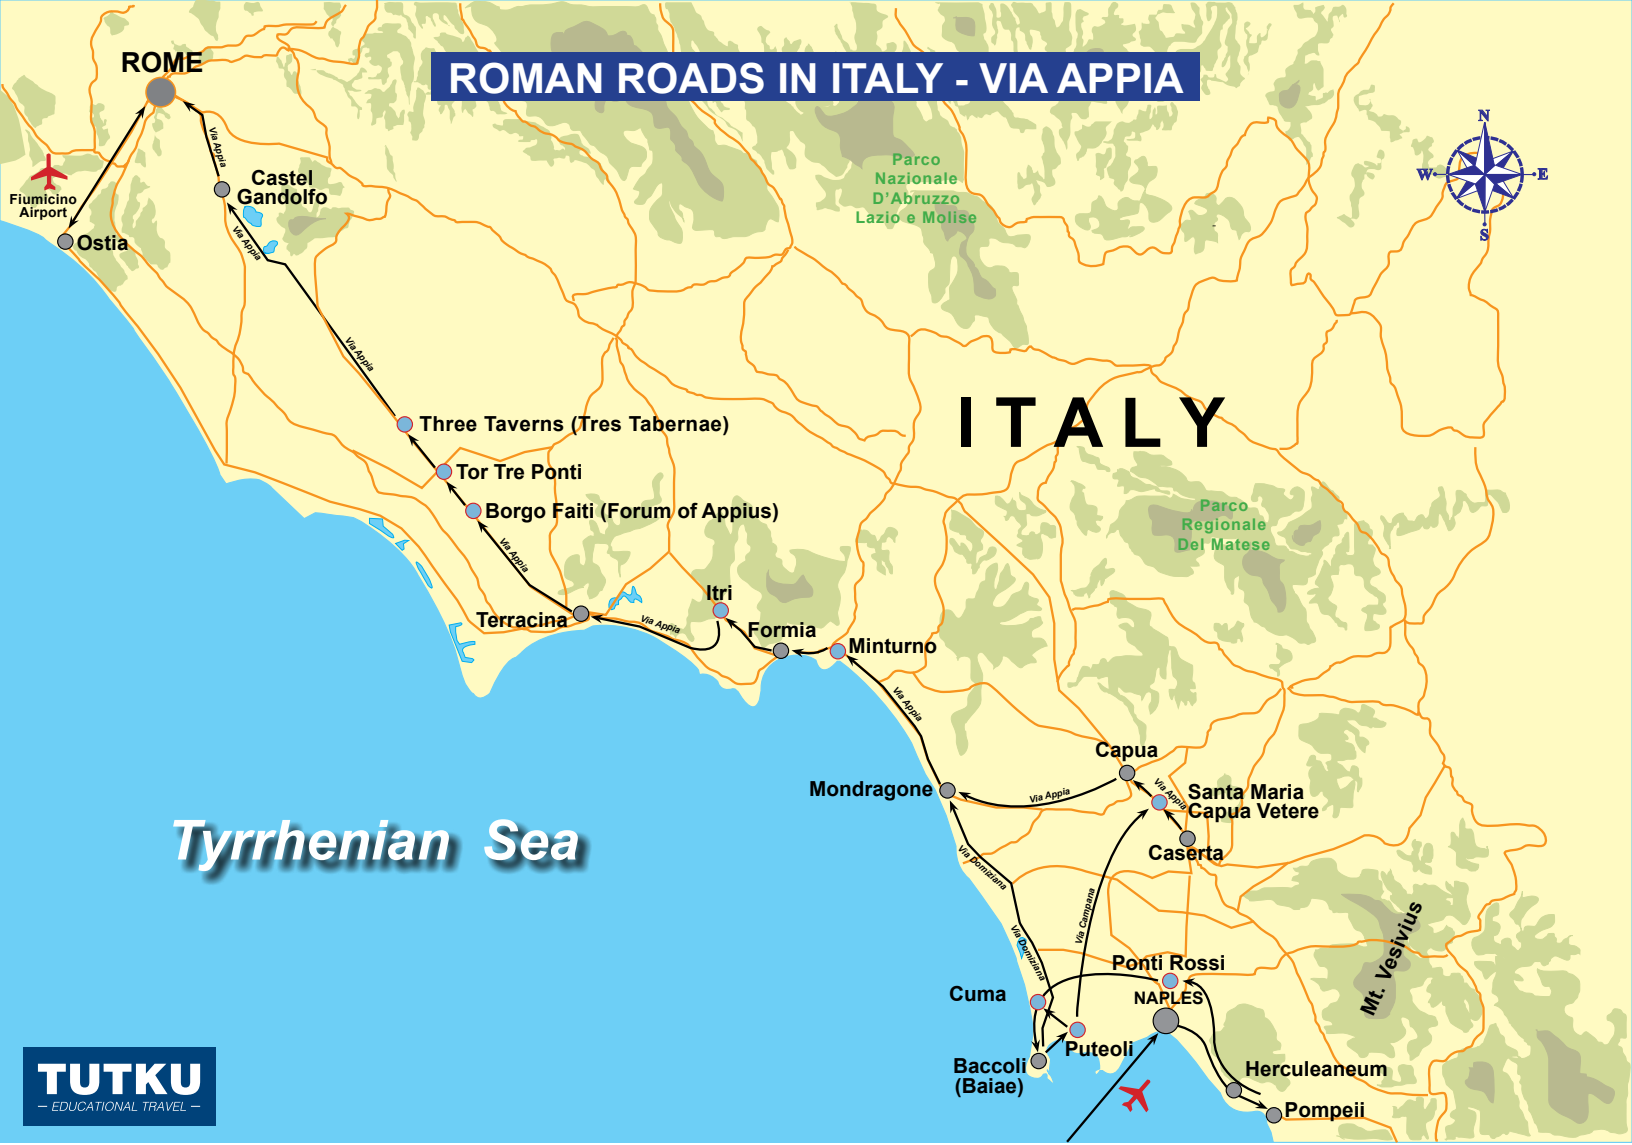 ROMAN ROADS IN ITALY - VIA APPIA
ROME
N
W
E
S
Via Appia
Parco
Nazionale
D'Abruzzo
Lazio e Molise
Castel
Gandolfo
Fiumicino
Airport
Ostia
Via Appia
Via Appia
ITALY
Three Taverns (Tres Tabernae)
Tor Tre Ponti
Borgo Faiti (Forum of Appius)
Parco
Regionale
Del Matese
Via Appia
Itri
Terracina
Via Appia
Formia
Minturno
Via Appia
Capua
Mondragone
Via Appia
Via Appia
Santa Maria
Capua Vetere
Caserta
Tyrrhenian Sea
Via Domiziana
Via Campana
Via Domiziana
Mt. Vesivius
Ponti Rossi
Cuma
NAPLES
Puteoli
Baccoli
(Baiae)
Herculeaneum
Pompeii
TUTKU
EDUCATIONAL TRAVEL